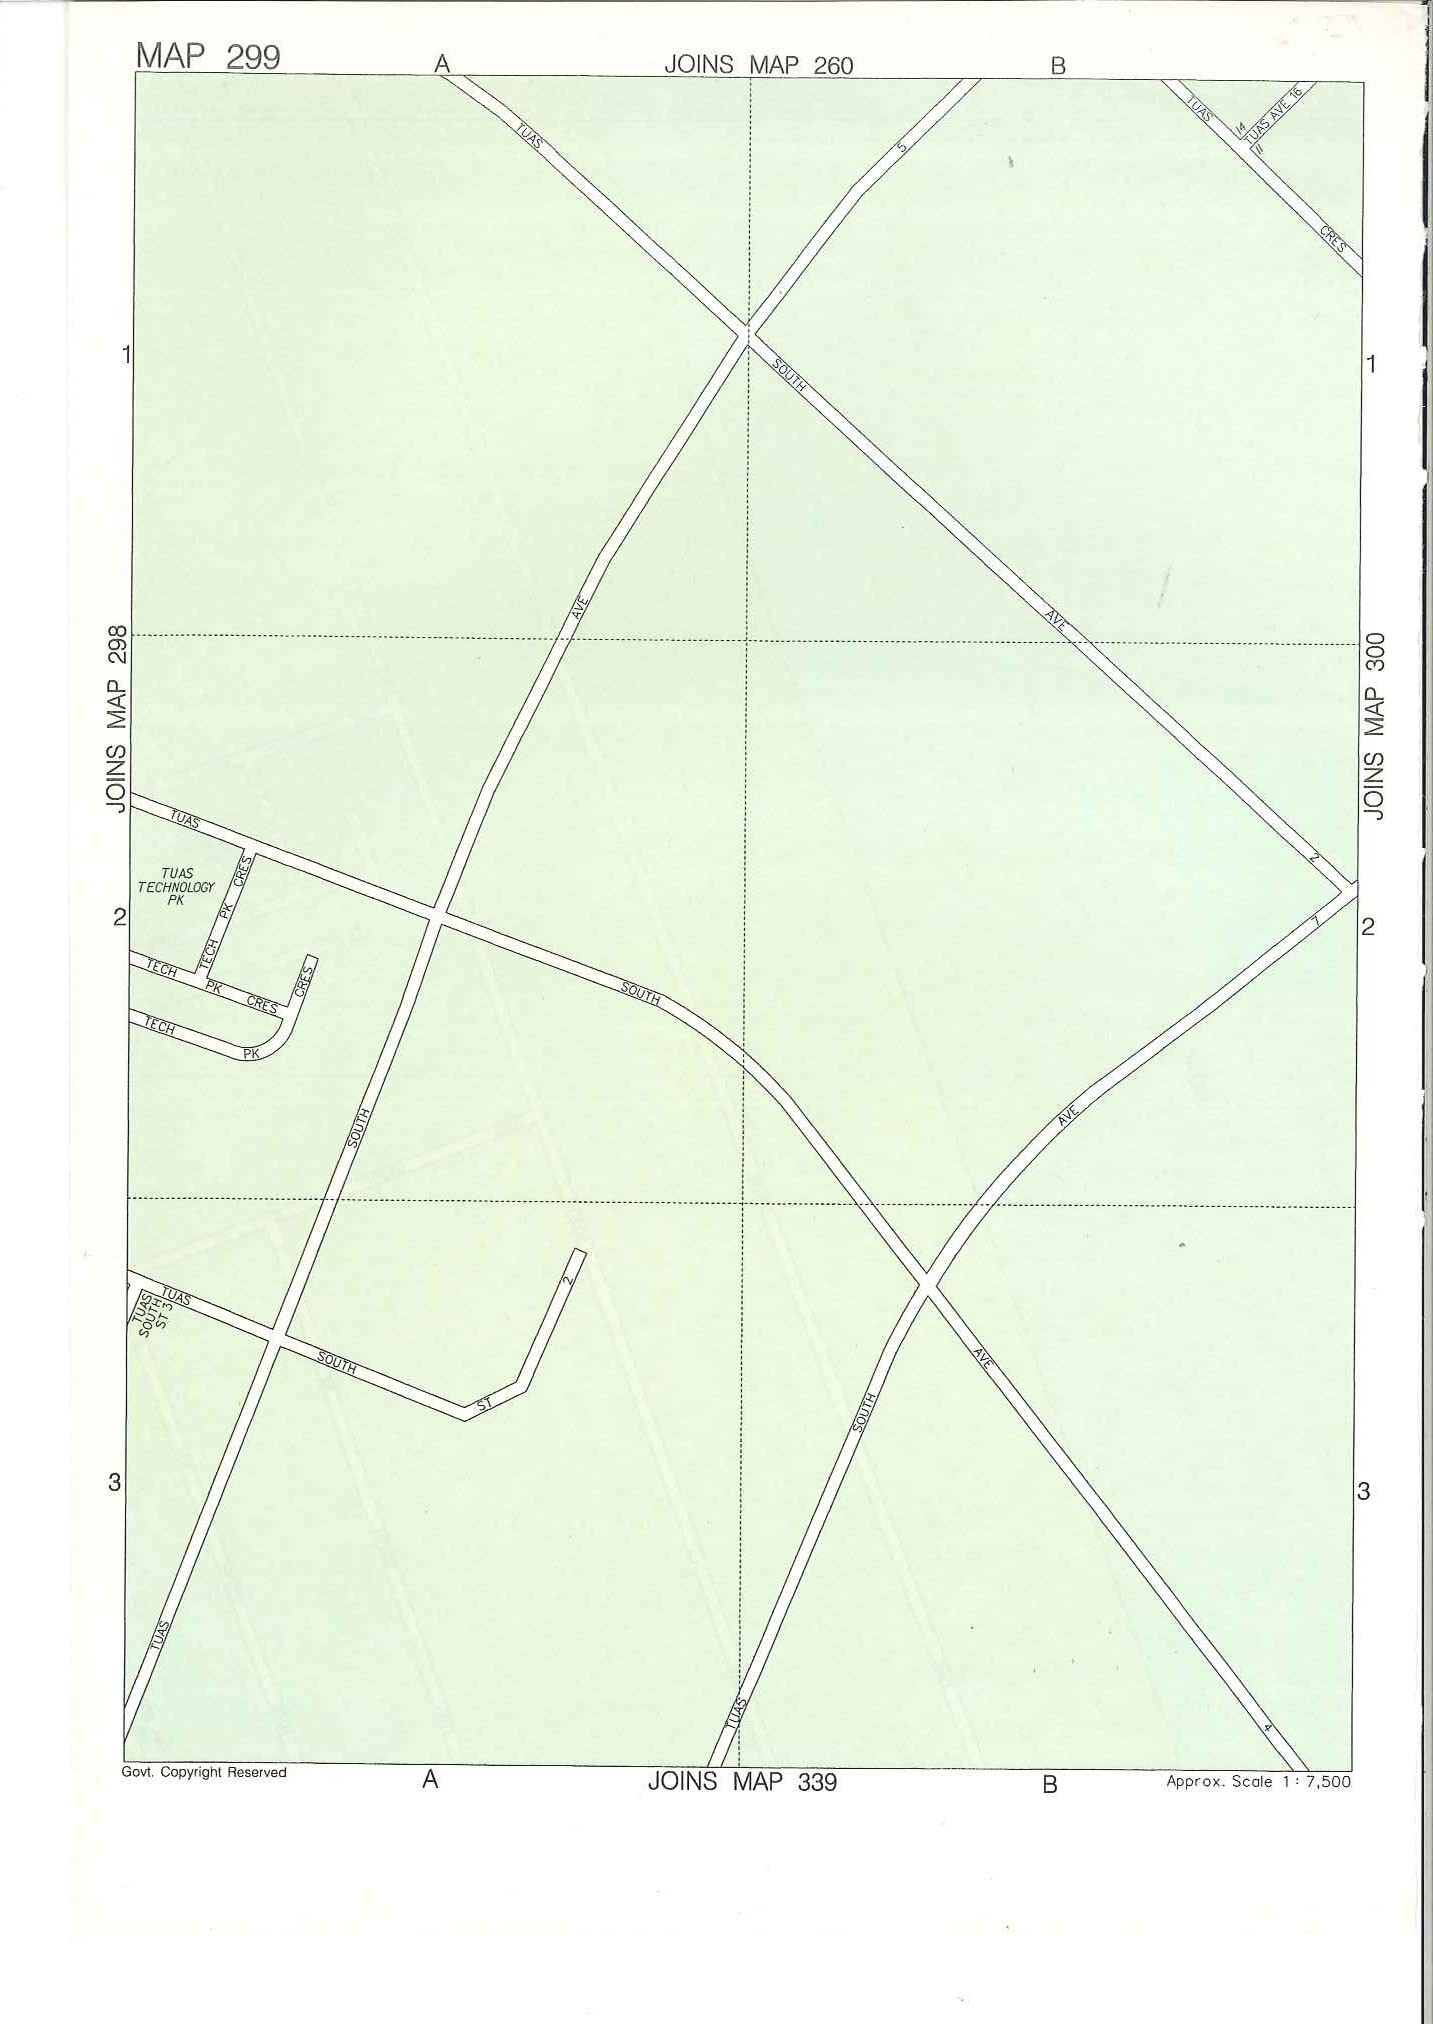 MAP 299
A
JOINS MAP 260
B
TUAS
5
TUAS
14
TUAS AVE 16
11
CRES
1
1
SOUTH
AVE
AVE
JOINS MAP 298
JOINS MAP 300
TUAS
2
TUAS
TECHNOLOGY
PK
CRES
PK
TECH
2
7
2
TECH
PK
CRES
CRES
SOUTH
TECH
PK
SOUTH
AVE
TUAS
SOUTH
ST 3
TUAS
2
SOUTH
ST
AVE
SOUTH
3
3
TUAS
TUAS
4
Govt. Copyright Reserved
A
JOINS MAP 339
B
Approx. Scale 1 : 7,500